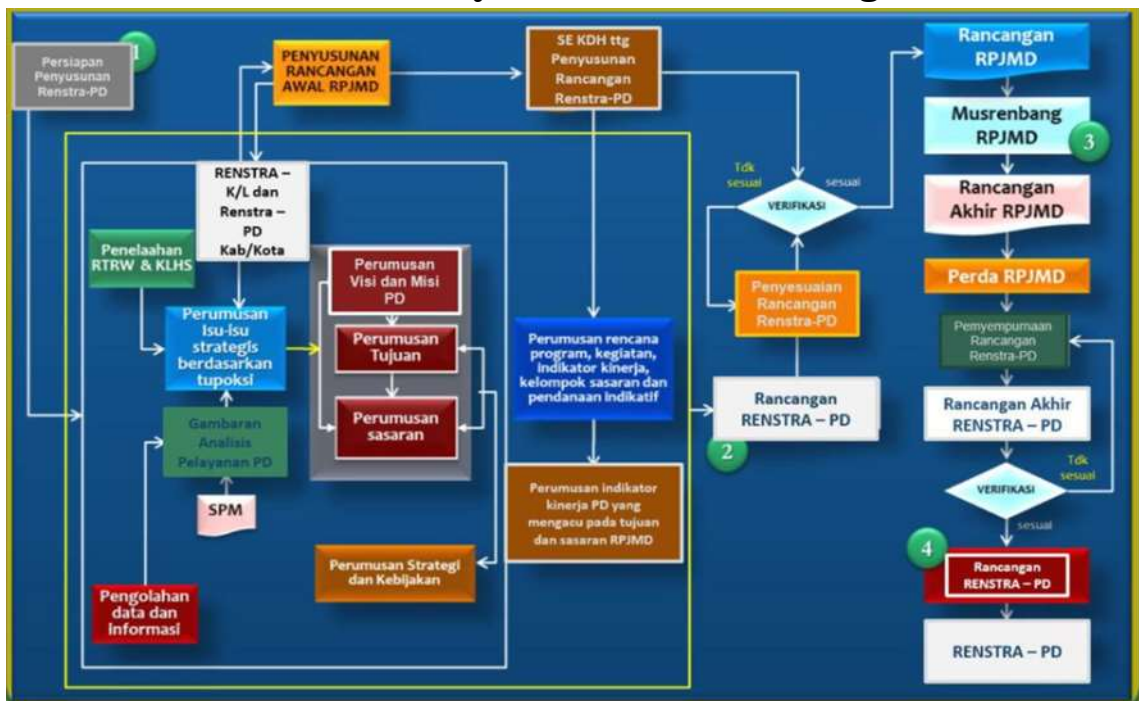 Persiapan
Penyusunan
Renstra-PD
1
PENYUSUNAN
RANCANGAN
AWAL RPJMD
SE KDH ttg
Penyusunan
Rancangan
Renstra-PD
Rancangan
RPJMD
Musrenbang
RPJMD
3
Rancangan
Akhir RPJMD
Perda RPJMD
Pemyempurnaan
Rancangan
Renstra-PD
Rancangan Akhir
RENSTRA – PD
Tdk
sesuai
VERIFIKASI
sesuai
4
Rancangan
RENSTRA – PD
RENSTRA – PD
RENSTRA –
K/L dan
Renstra –
PD
Kab/Kota
Penelaahan
RTRW & KLHS
Perumusan
Isu-isu
strategis
berdasarkan
tupoksi
Gambaran
Analisis
Pelayanan PD
SPM
Pengolahan
data dan
informasi
Perumusan
Visi dan Misi
PD
Perumusan
Tujuan
Perumusan
sasaran
Perumusan Strategi
dan Kebijakan
Perumusan rencana
program, kegiatan,
indikator kinerja,
kelompok sasaran dan
pendanaan indikatif
Perumusan indikator
kinerja PD yang
mengacu pada tujuan
dan sasaran RPJMD
Tdk
sesuai
sesuai
VERIFIKASI
Penyesuaian
Rancangan
Renstra-PD
Rancangan
RENSTRA – PD
2